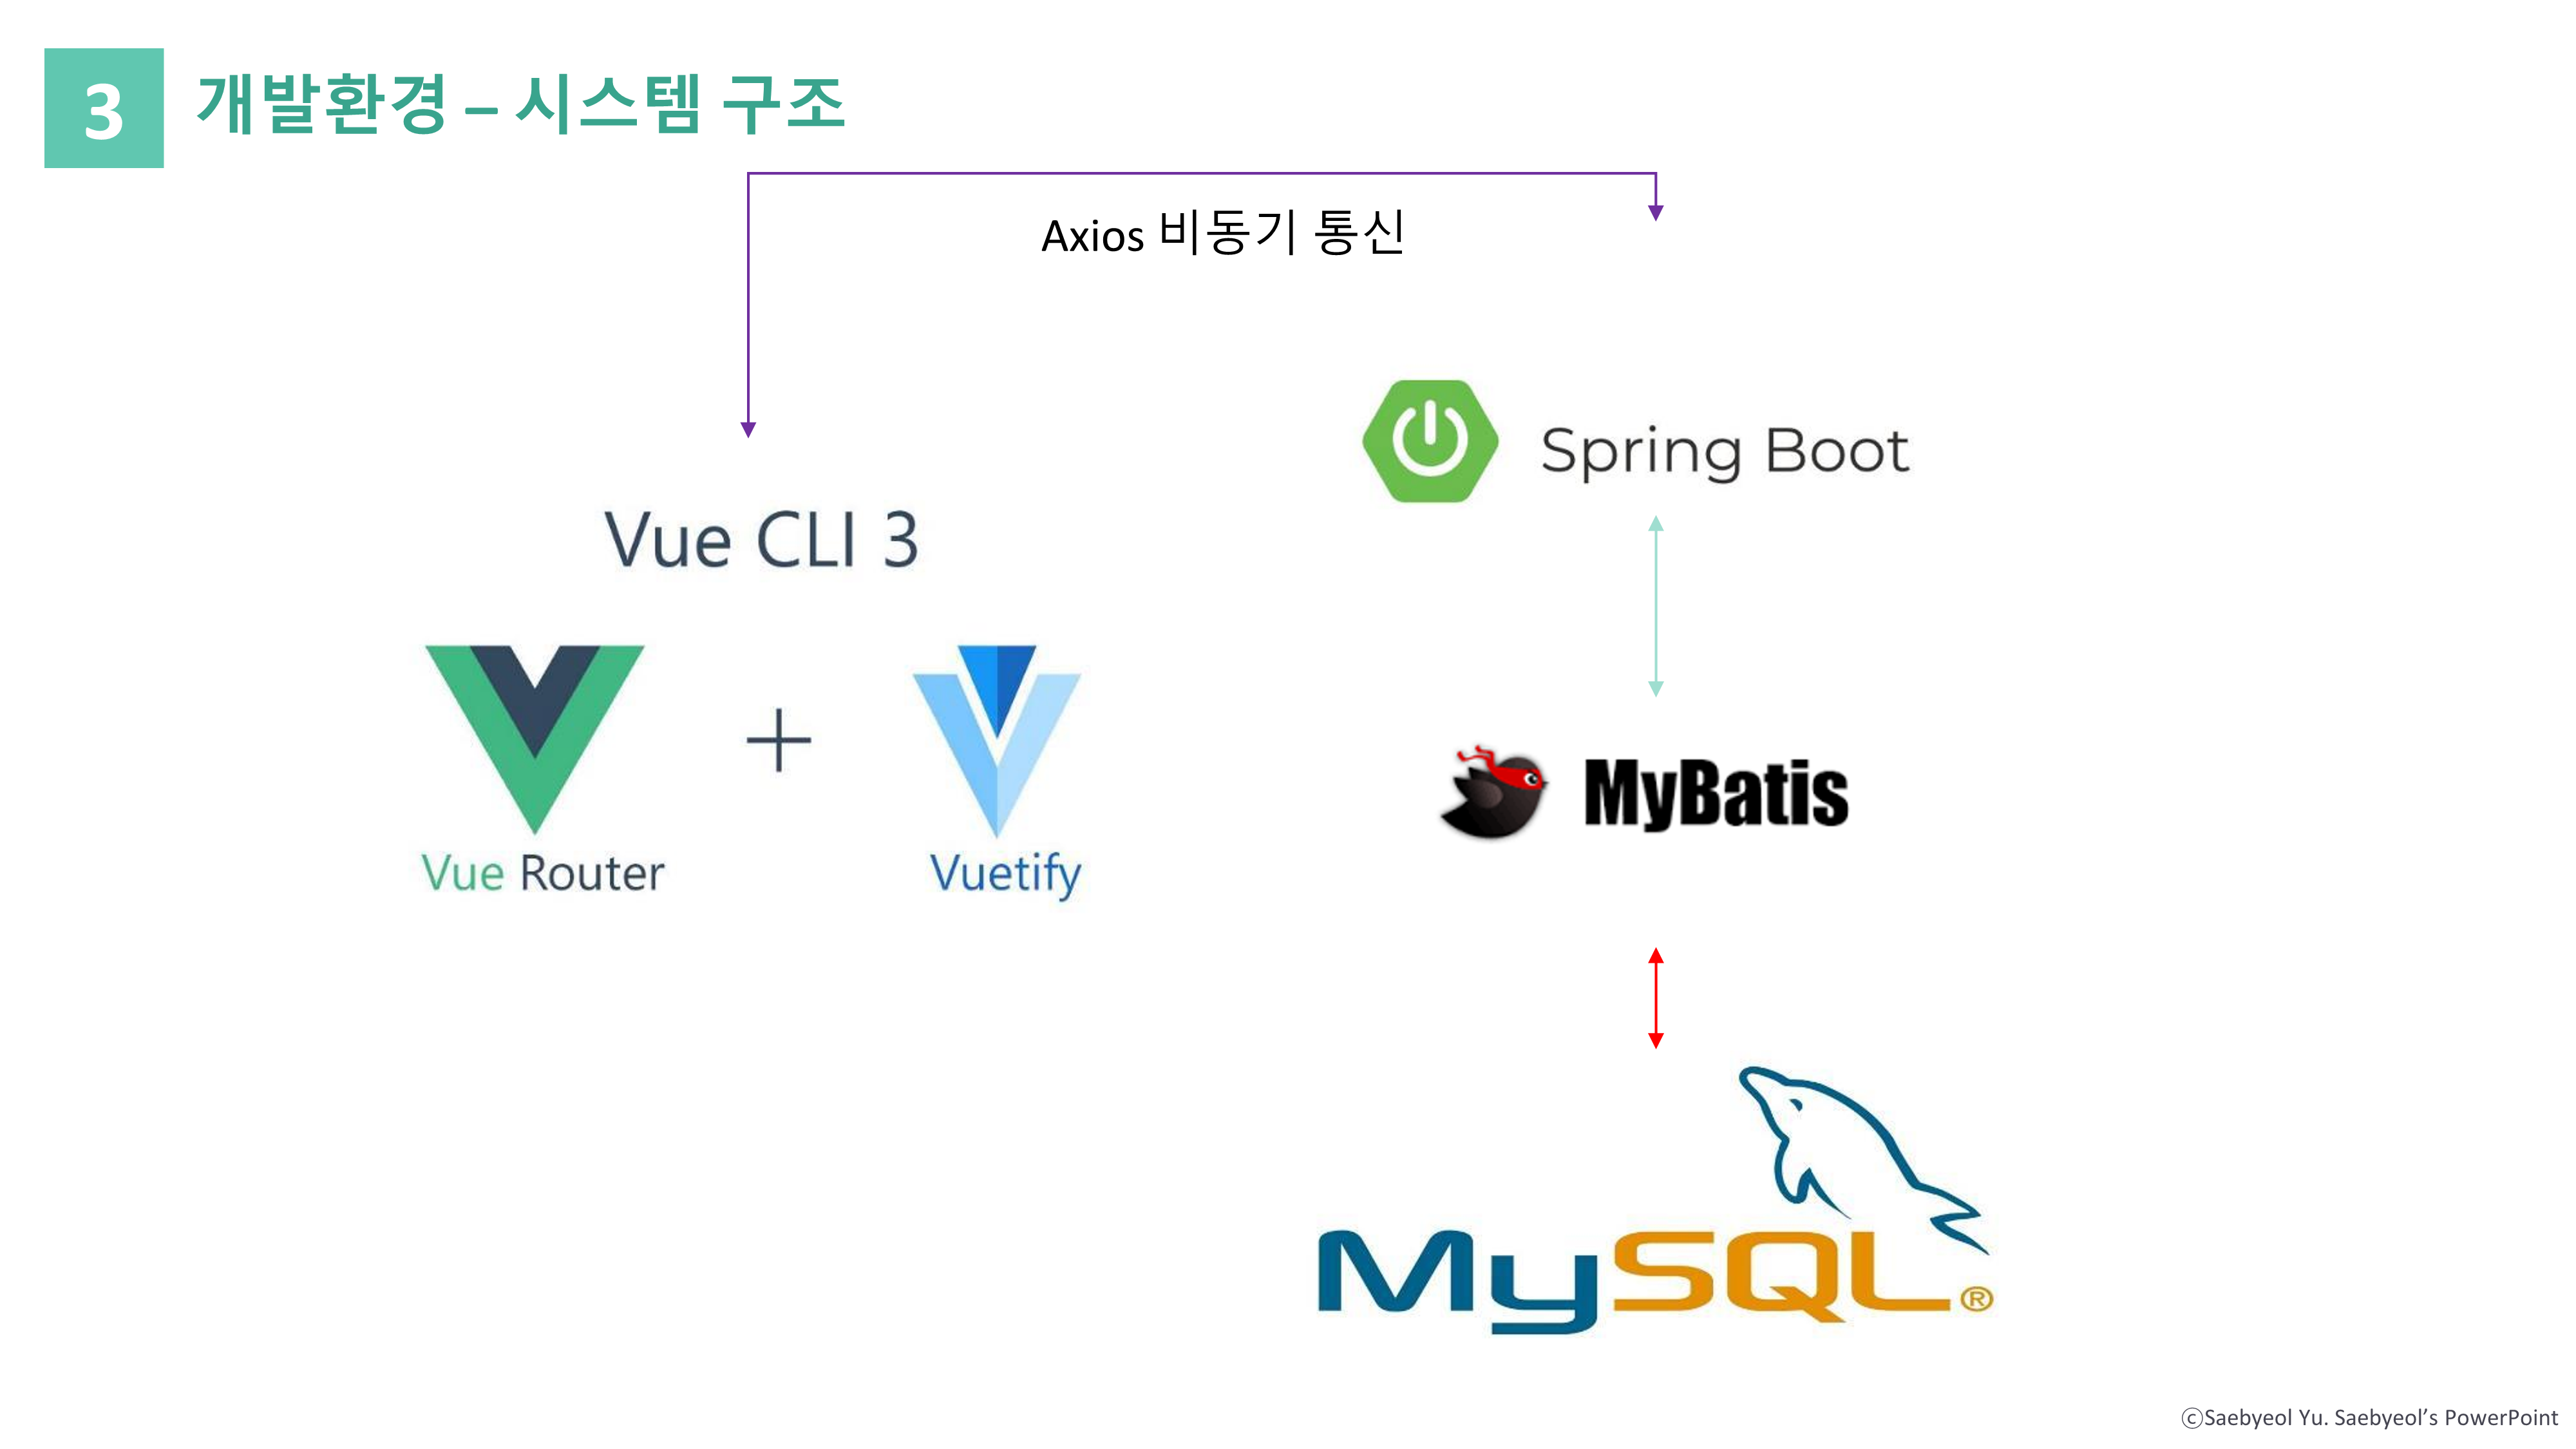 3
개발환경 – 시스템 구조
Axios 비동기 통신
Spring Boot
Vue CLI 3
+
MyBatis
Vue Router
Vuetify
MySQL®
ⓒSaebyeol Yu. Saebyeol’s PowerPoint